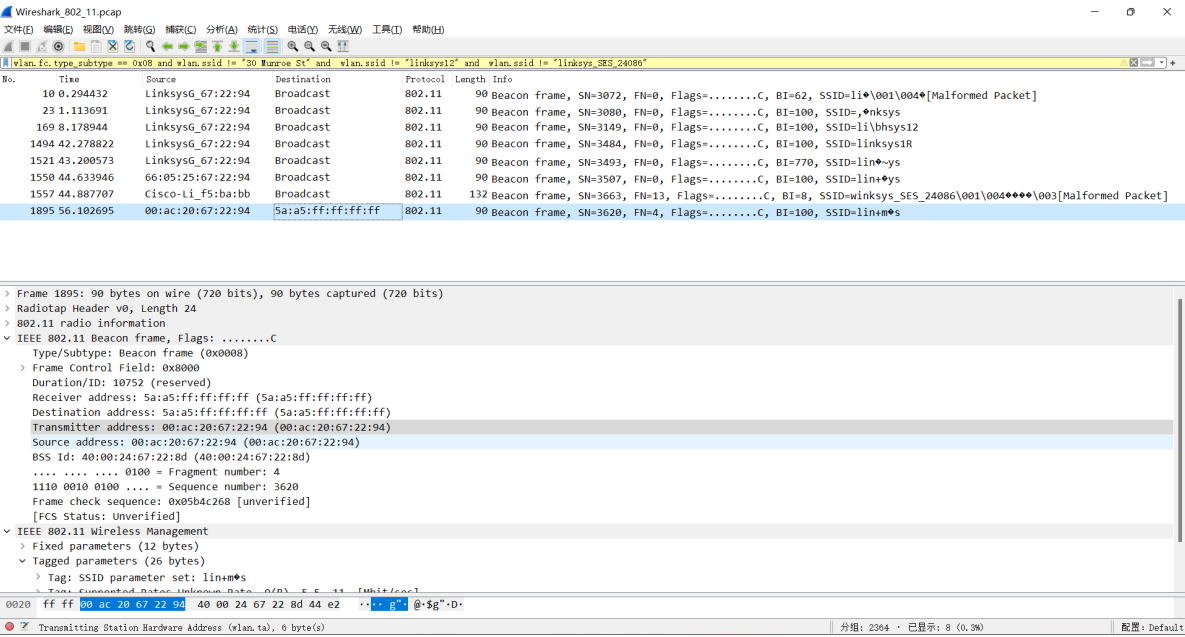 Wireshark_802_11.pcap
文件(F) 编辑(E) 视图(V) 跳转(G) 捕获(C) 分析(A) 统计(S) 电话(Y) 无线(W) 工具(T) 帮助(H)
wlan.fc.type_subtype == 0x08 and wlan.ssid != "30 Munroe St" and wlan.ssid != "linksys12" and wlan.ssid != "linksys_SES_24086"
No. Time Source Destination Protocol Length Info
10 0.294432 LinksysG_67:22:94 Broadcast 802.11 90 Beacon frame, SN=3072, FN=0, Flags=........C, BI=62, SSID=li�\001\004�[Malformed Packet]
23 1.113691 LinksysG_67:22:94 Broadcast 802.11 90 Beacon frame, SN=3080, FN=0, Flags=........C, BI=100, SSID=,�nksys
169 8.178944 LinksysG_67:22:94 Broadcast 802.11 90 Beacon frame, SN=3149, FN=0, Flags=........C, BI=100, SSID=li\bhsys12
1494 42.278822 LinksysG_67:22:94 Broadcast 802.11 90 Beacon frame, SN=3484, FN=0, Flags=........C, BI=100, SSID=linksys1R
1521 43.200573 LinksysG_67:22:94 Broadcast 802.11 90 Beacon frame, SN=3493, FN=0, Flags=........C, BI=770, SSID=lin�~ys
1550 44.633946 66:05:25:67:22:94 Broadcast 802.11 90 Beacon frame, SN=3507, FN=0, Flags=........C, BI=100, SSID=lin+�ys
1557 44.887707 Cisco-Li_f5:ba:bb Broadcast 802.11 132 Beacon frame, SN=3663, FN=13, Flags=........C, BI=8, SSID=winksys_SES_24086\001\004����\003[Malformed Packet]
1895 56.102695 00:ac:20:67:22:94 5a:a5:ff:ff:ff:ff 802.11 90 Beacon frame, SN=3620, FN=4, Flags=........C, BI=100, SSID=lin+m�s
Frame 1895: 90 bytes on wire (720 bits), 90 bytes captured (720 bits)
Radiotap Header v0, Length 24
802.11 radio information
IEEE 802.11 Beacon frame, Flags: ........C
Type/Subtype: Beacon frame (0x0008)
Frame Control Field: 0x8000
Duration/ID: 10752 (reserved)
Receiver address: 5a:a5:ff:ff:ff:ff (5a:a5:ff:ff:ff:ff)
Destination address: 5a:a5:ff:ff:ff:ff (5a:a5:ff:ff:ff:ff)
Transmitter address: 00:ac:20:67:22:94 (00:ac:20:67:22:94)
Source address: 00:ac:20:67:22:94 (00:ac:20:67:22:94)
BSS Id: 40:00:24:67:22:8d (40:00:24:67:22:8d)
.... .... .... 0100 = Fragment number: 4
1110 0010 0100 .... = Sequence number: 3620
Frame check sequence: 0x05b4c268 [unverified]
[FCS Status: Unverified]
IEEE 802.11 Wireless Management
Fixed parameters (12 bytes)
Tagged parameters (26 bytes)
Tag: SSID parameter set: lin+m�s
0020 ff ff 00 ac 20 67 22 94 40 00 24 67 22 8d 44 e2 ···· g"· @·$g"·D·
Transmitting Station Hardware Address (wlan.ta), 6 byte(s) 分组: 2364 · 已显示: 8 (0.3%) 配置: Default